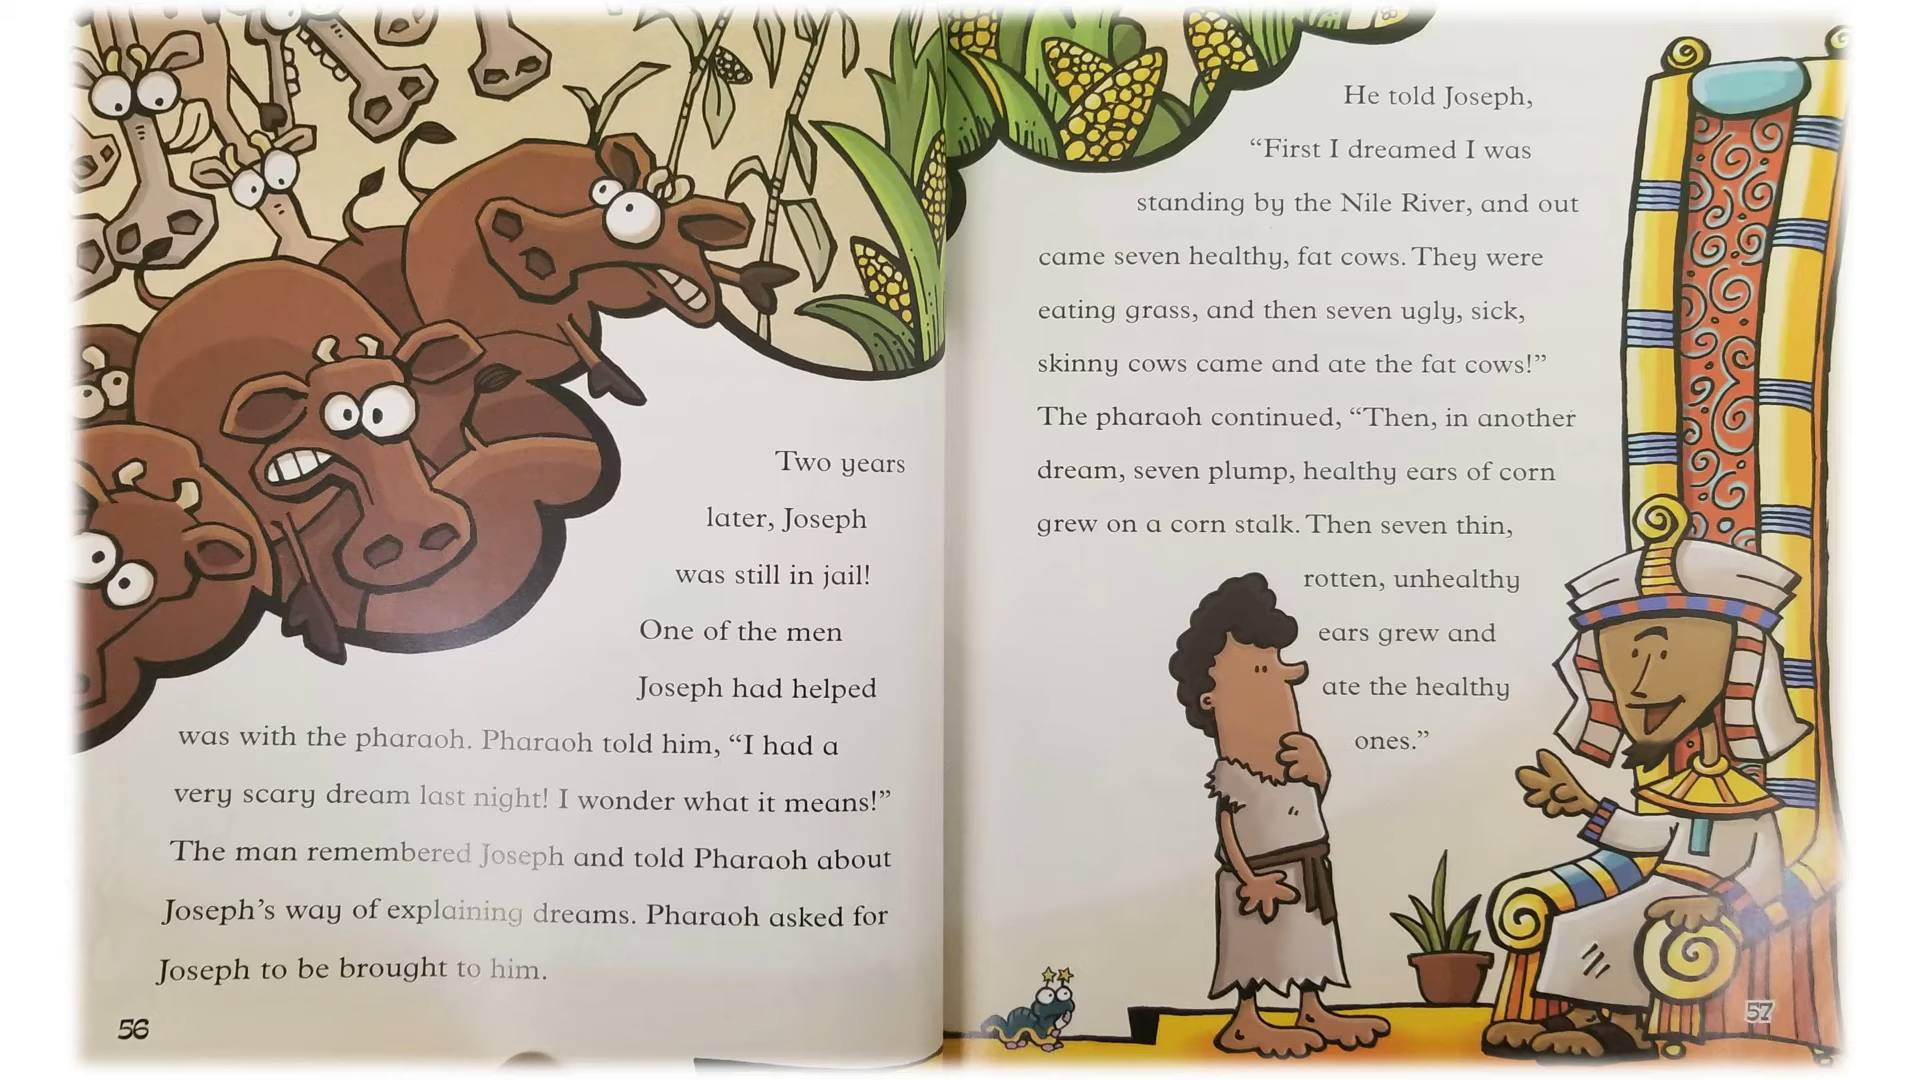 Two years
later, Joseph
was still in jail!
One of the men
Joseph had helped
was with the pharaoh. Pharaoh told him, “I had a
very scary dream last night! I wonder what it means!”
The man remembered Joseph and told Pharaoh about
Joseph’s way of explaining dreams. Pharaoh asked for
Joseph to be brought to him.
56
He told Joseph,
“First I dreamed I was
standing by the Nile River, and out
came seven healthy, fat cows. They were
eating grass, and then seven ugly, sick,
skinny cows came and ate the fat cows!”
The pharaoh continued, “Then, in another
dream, seven plump, healthy ears of corn
grew on a corn stalk. Then seven thin,
rotten, unhealthy
ears grew and
ate the healthy
ones.”
57